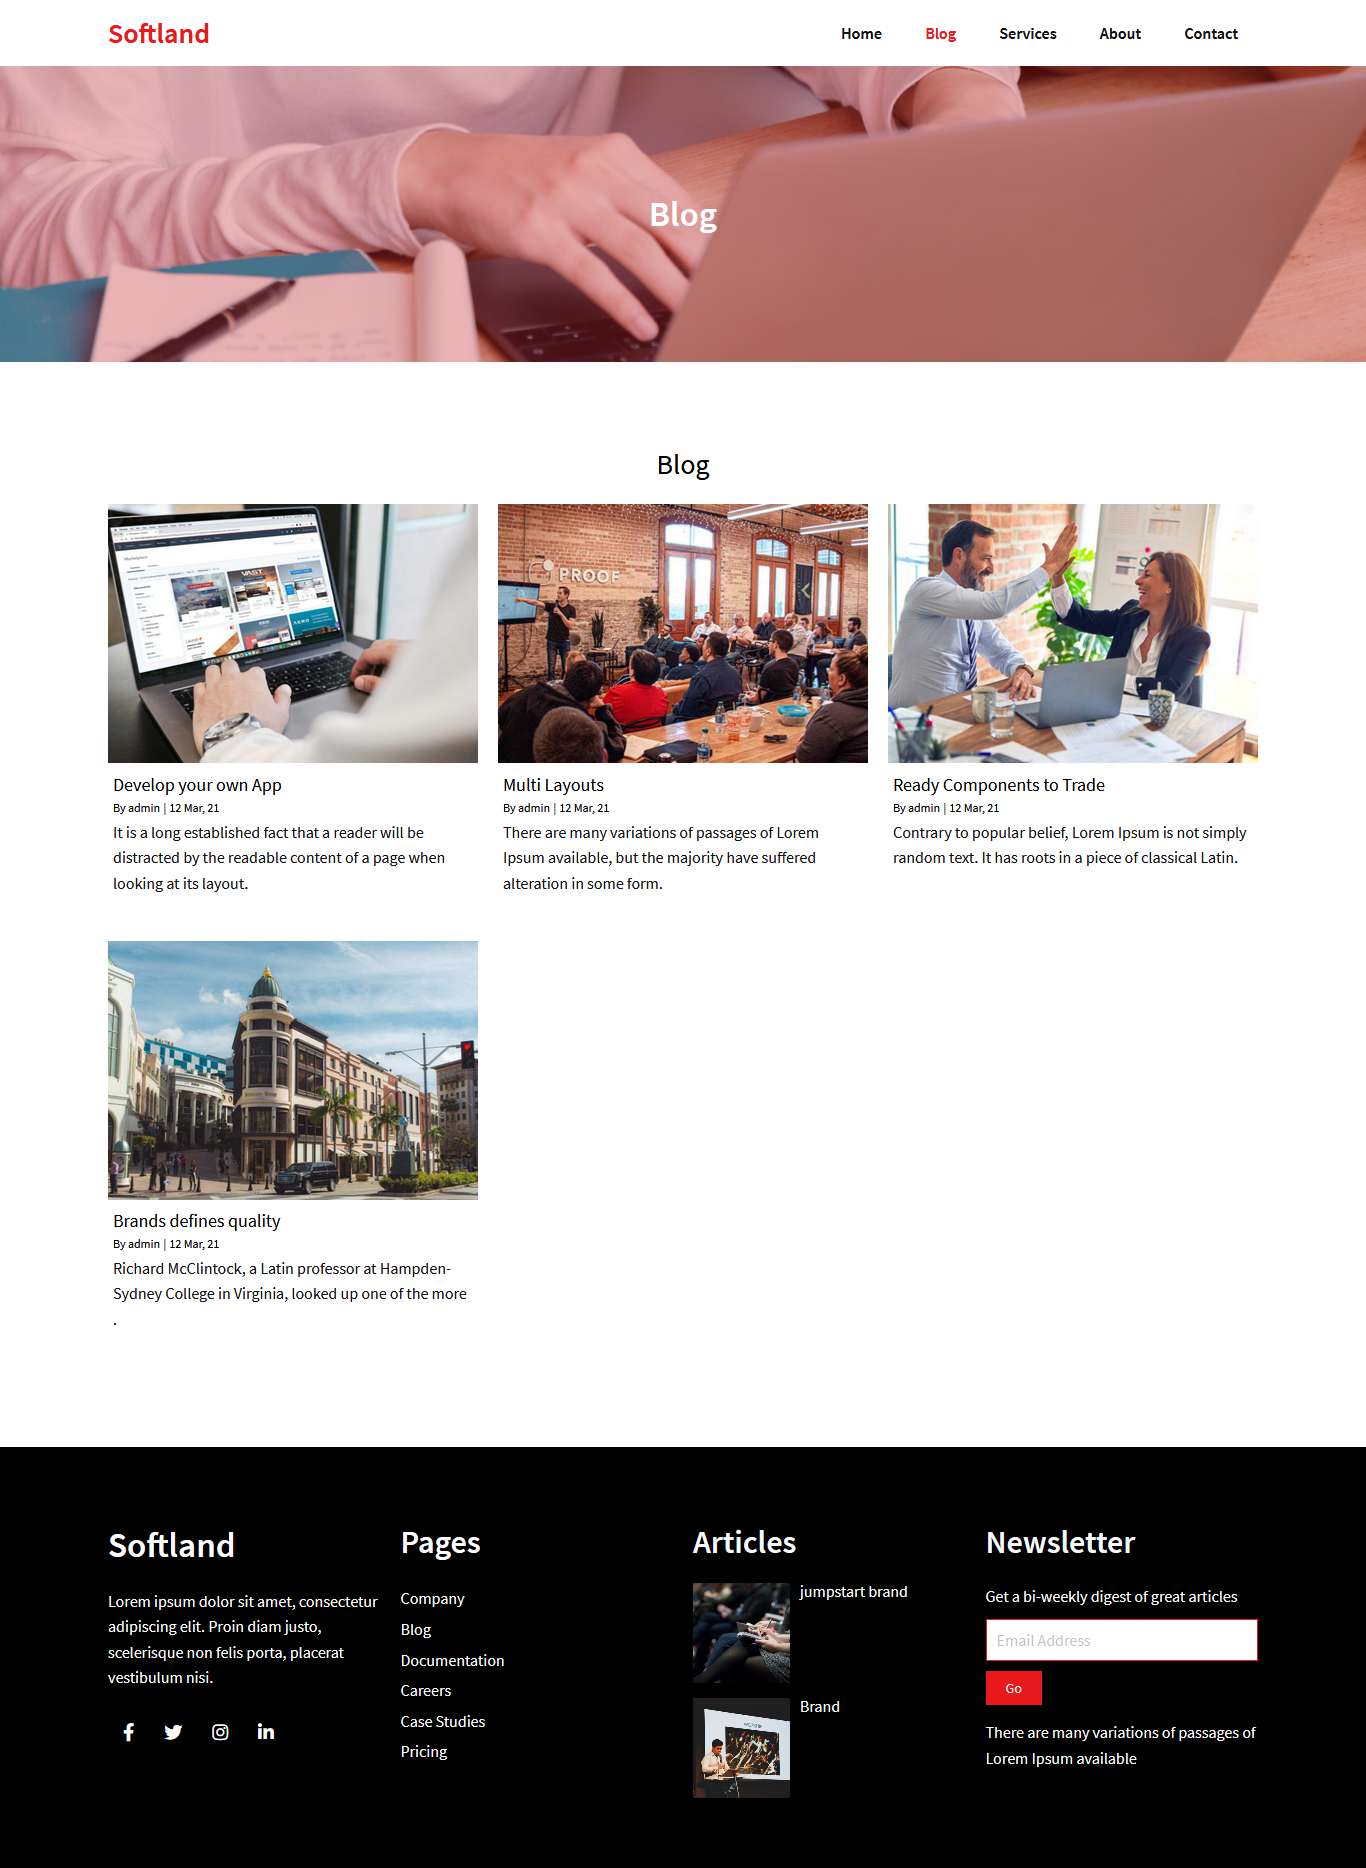 Softland
Home Blog Services About Contact
Blog
Blog
PROOF
Develop your own App
By admin | 12 Mar, 21
It is a long established fact that a reader will be
distracted by the readable content of a page when
looking at its layout.
Multi Layouts
By admin | 12 Mar, 21
There are many variations of passages of Lorem
Ipsum available, but the majority have suffered
alteration in some form.
Ready Components to Trade
By admin | 12 Mar, 21
Contrary to popular belief, Lorem Ipsum is not simply
random text. It has roots in a piece of classical Latin.
Brands defines quality
By admin | 12 Mar, 21
Richard McClintock, a Latin professor at Hampden-
Sydney College in Virginia, looked up one of the more
.
Softland
Lorem ipsum dolor sit amet, consectetur
adipiscing elit. Proin diam justo,
scelerisque non felis porta, placerat
vestibulum nisi.
Pages
Company
Blog
Documentation
Careers
Case Studies
Pricing
Articles
jumpstart brand
Brand
Newsletter
Get a bi-weekly digest of great articles
Email Address
Go
There are many variations of passages of
Lorem Ipsum available